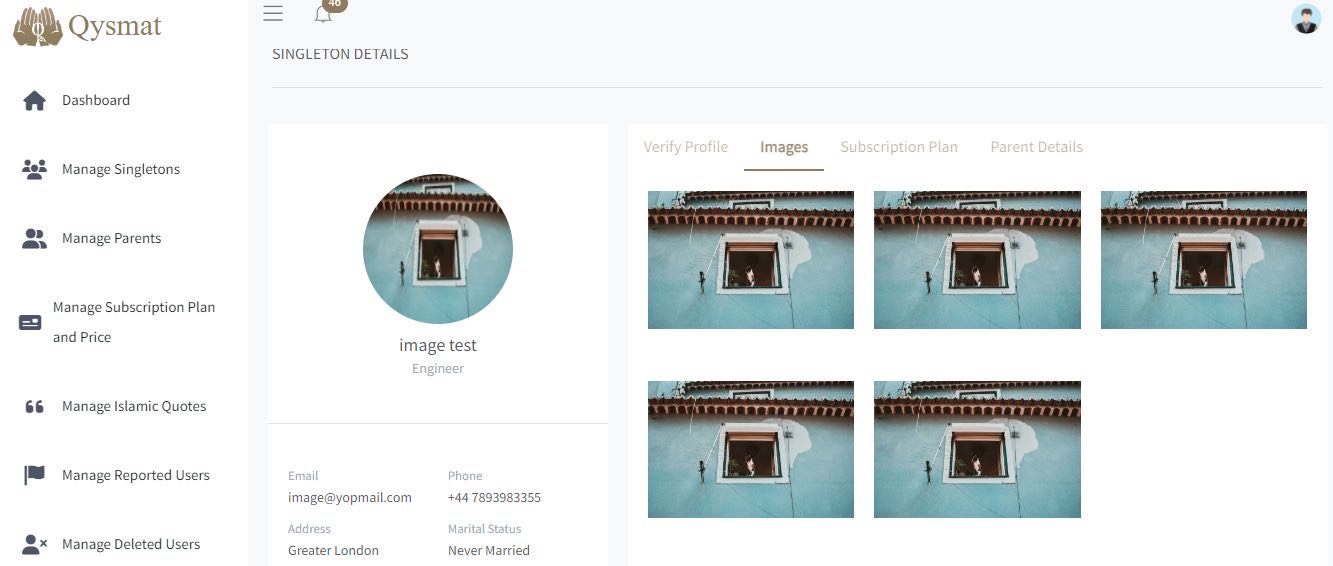 Qysmat
46
SINGLETON DETAILS
Dashboard
Manage Singletons
Manage Parents
Manage Subscription Plan
and Price
Manage Islamic Quotes
Manage Reported Users
Manage Deleted Users
image test
Engineer
Email
Phone
image@yopmail.com
+44 7893983355
Address
Marital Status
Greater London
Never Married
Verify Profile
Images
Subscription Plan
Parent Details